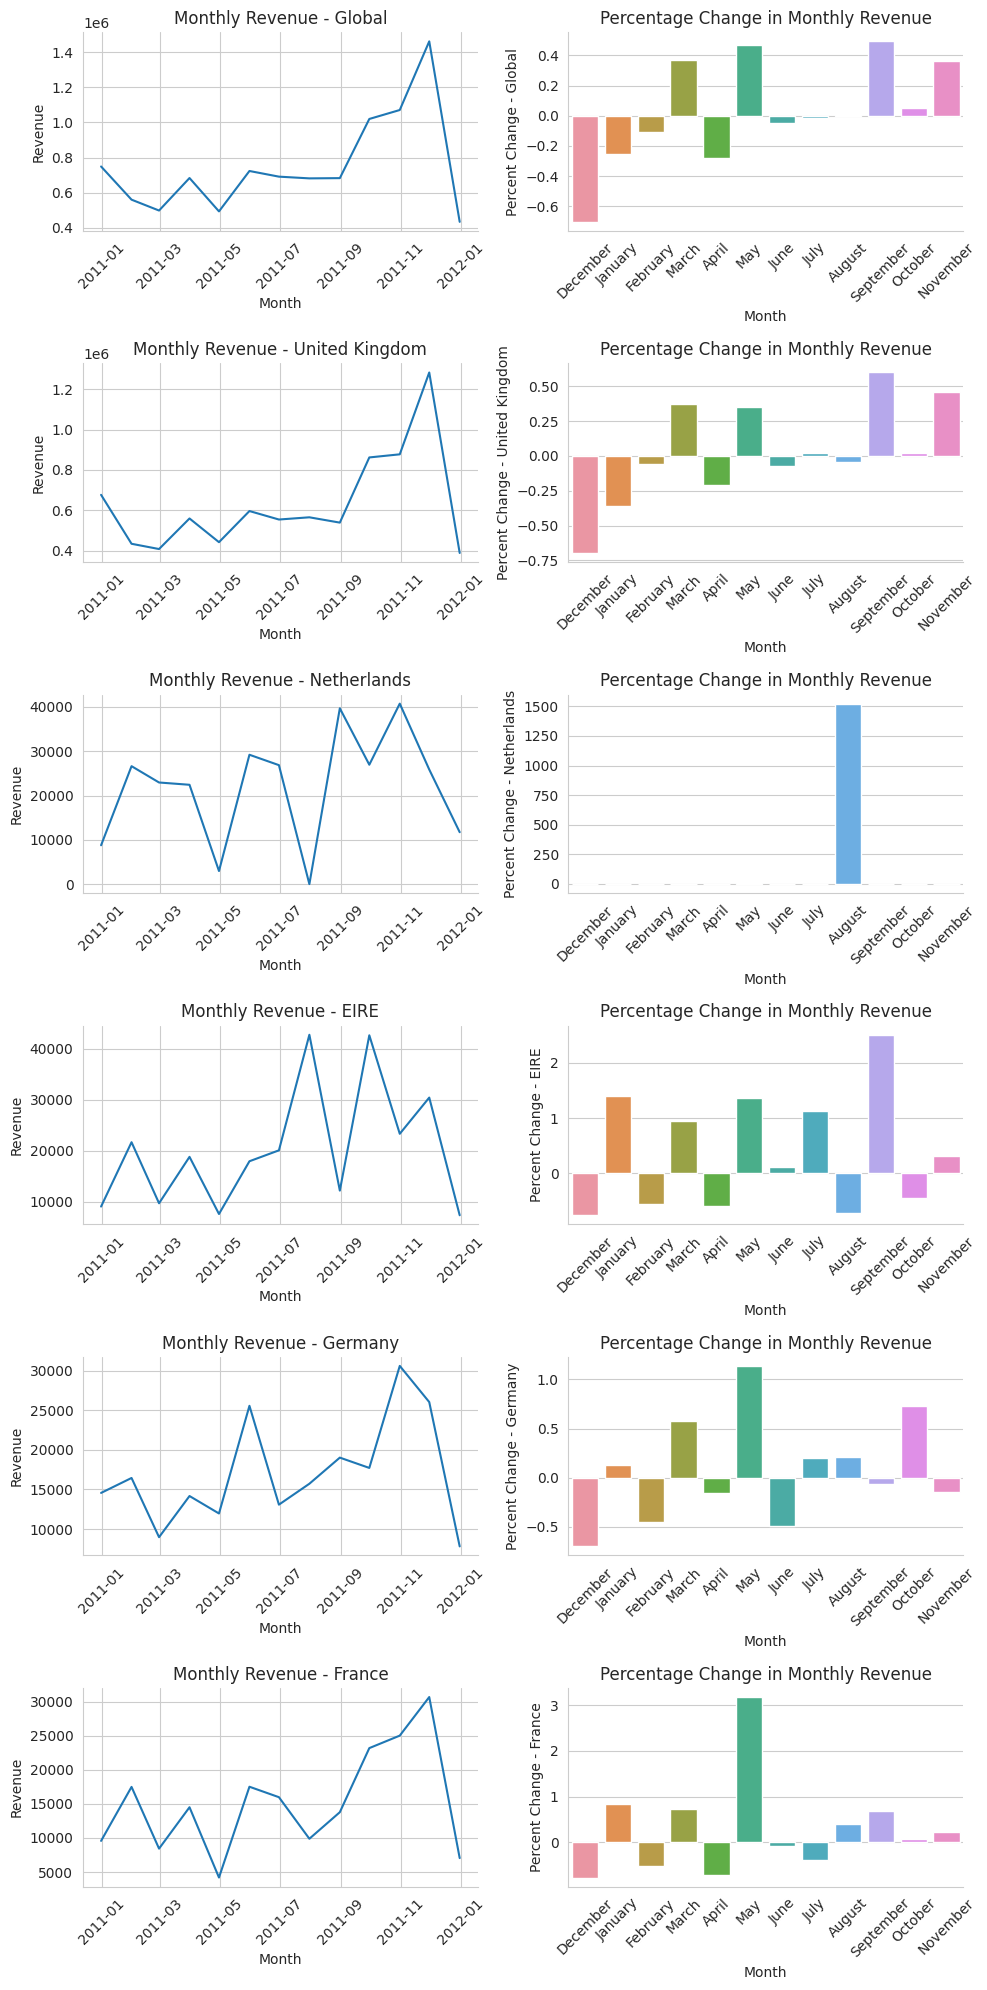 Monthly Revenue - Global
1e6
1.4
1.2
1.0
0.8
0.6
0.4
Revenue
2011-01
2011-03
2011-05
2011-07
2011-09
2011-11
2012-01
Month
Percentage Change in Monthly Revenue
0.4
0.2
0.0
−0.2
−0.4
−0.6
Percent Change - Global
December
January
February
March
April
May
June
July
August
September
October
November
Month
Monthly Revenue - United Kingdom
1e6
1.2
1.0
0.8
0.6
0.4
Revenue
2011-01
2011-03
2011-05
2011-07
2011-09
2011-11
2012-01
Month
Percentage Change in Monthly Revenue
0.50
0.25
0.00
−0.25
−0.50
−0.75
Percent Change - United Kingdom
December
January
February
March
April
May
June
July
August
September
October
November
Month
Monthly Revenue - Netherlands
40000
30000
20000
10000
0
Revenue
2011-01
2011-03
2011-05
2011-07
2011-09
2011-11
2012-01
Month
Percentage Change in Monthly Revenue
1500
1250
1000
750
500
250
0
Percent Change - Netherlands
December
January
February
March
April
May
June
July
August
September
October
November
Month
Monthly Revenue - EIRE
40000
30000
20000
10000
Revenue
2011-01
2011-03
2011-05
2011-07
2011-09
2011-11
2012-01
Month
Percentage Change in Monthly Revenue
2
1
0
Percent Change - EIRE
December
January
February
March
April
May
June
July
August
September
October
November
Month
Monthly Revenue - Germany
30000
25000
20000
15000
10000
Revenue
2011-01
2011-03
2011-05
2011-07
2011-09
2011-11
2012-01
Month
Percentage Change in Monthly Revenue
1.0
0.5
0.0
−0.5
Percent Change - Germany
December
January
February
March
April
May
June
July
August
September
October
November
Month
Monthly Revenue - France
30000
25000
20000
15000
10000
5000
Revenue
2011-01
2011-03
2011-05
2011-07
2011-09
2011-11
2012-01
Month
Percentage Change in Monthly Revenue
3
2
1
0
Percent Change - France
December
January
February
March
April
May
June
July
August
September
October
November
Month